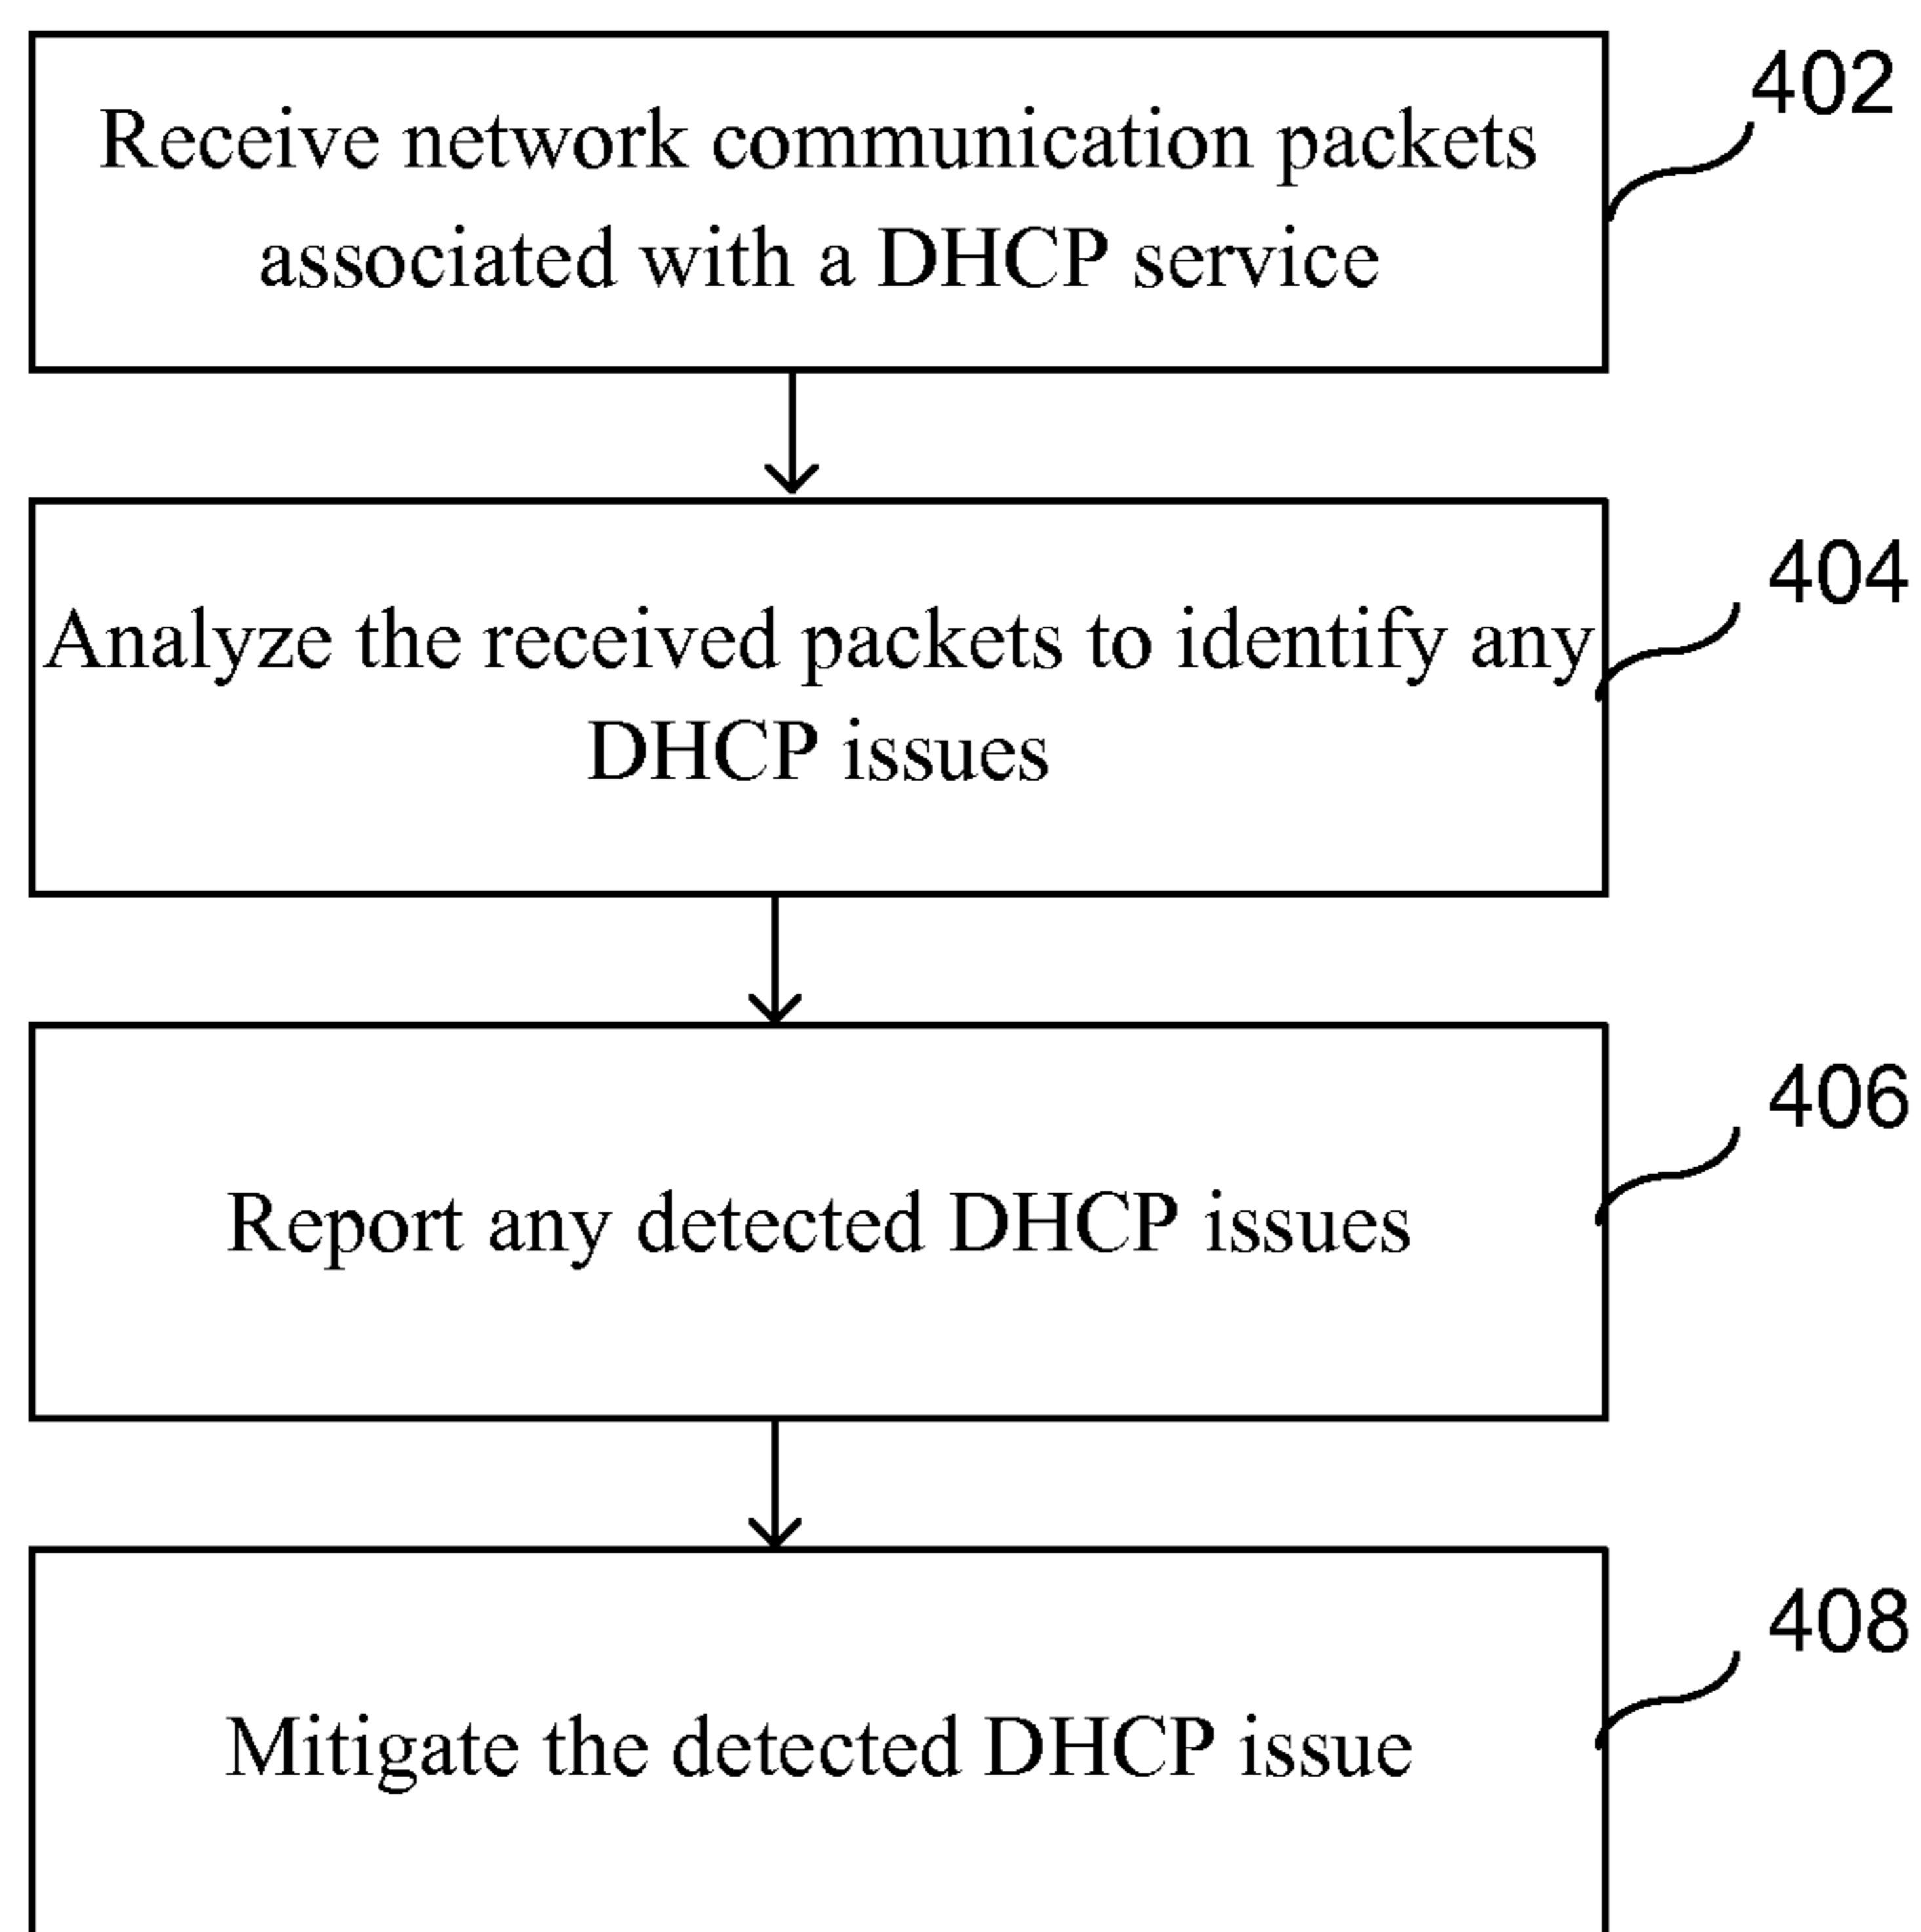 Receive network communication packets
associated with a DHCP service
402
Analyze the received packets to identify any
DHCP issues
404
Report any detected DHCP issues
406
Mitigate the detected DHCP issue
408